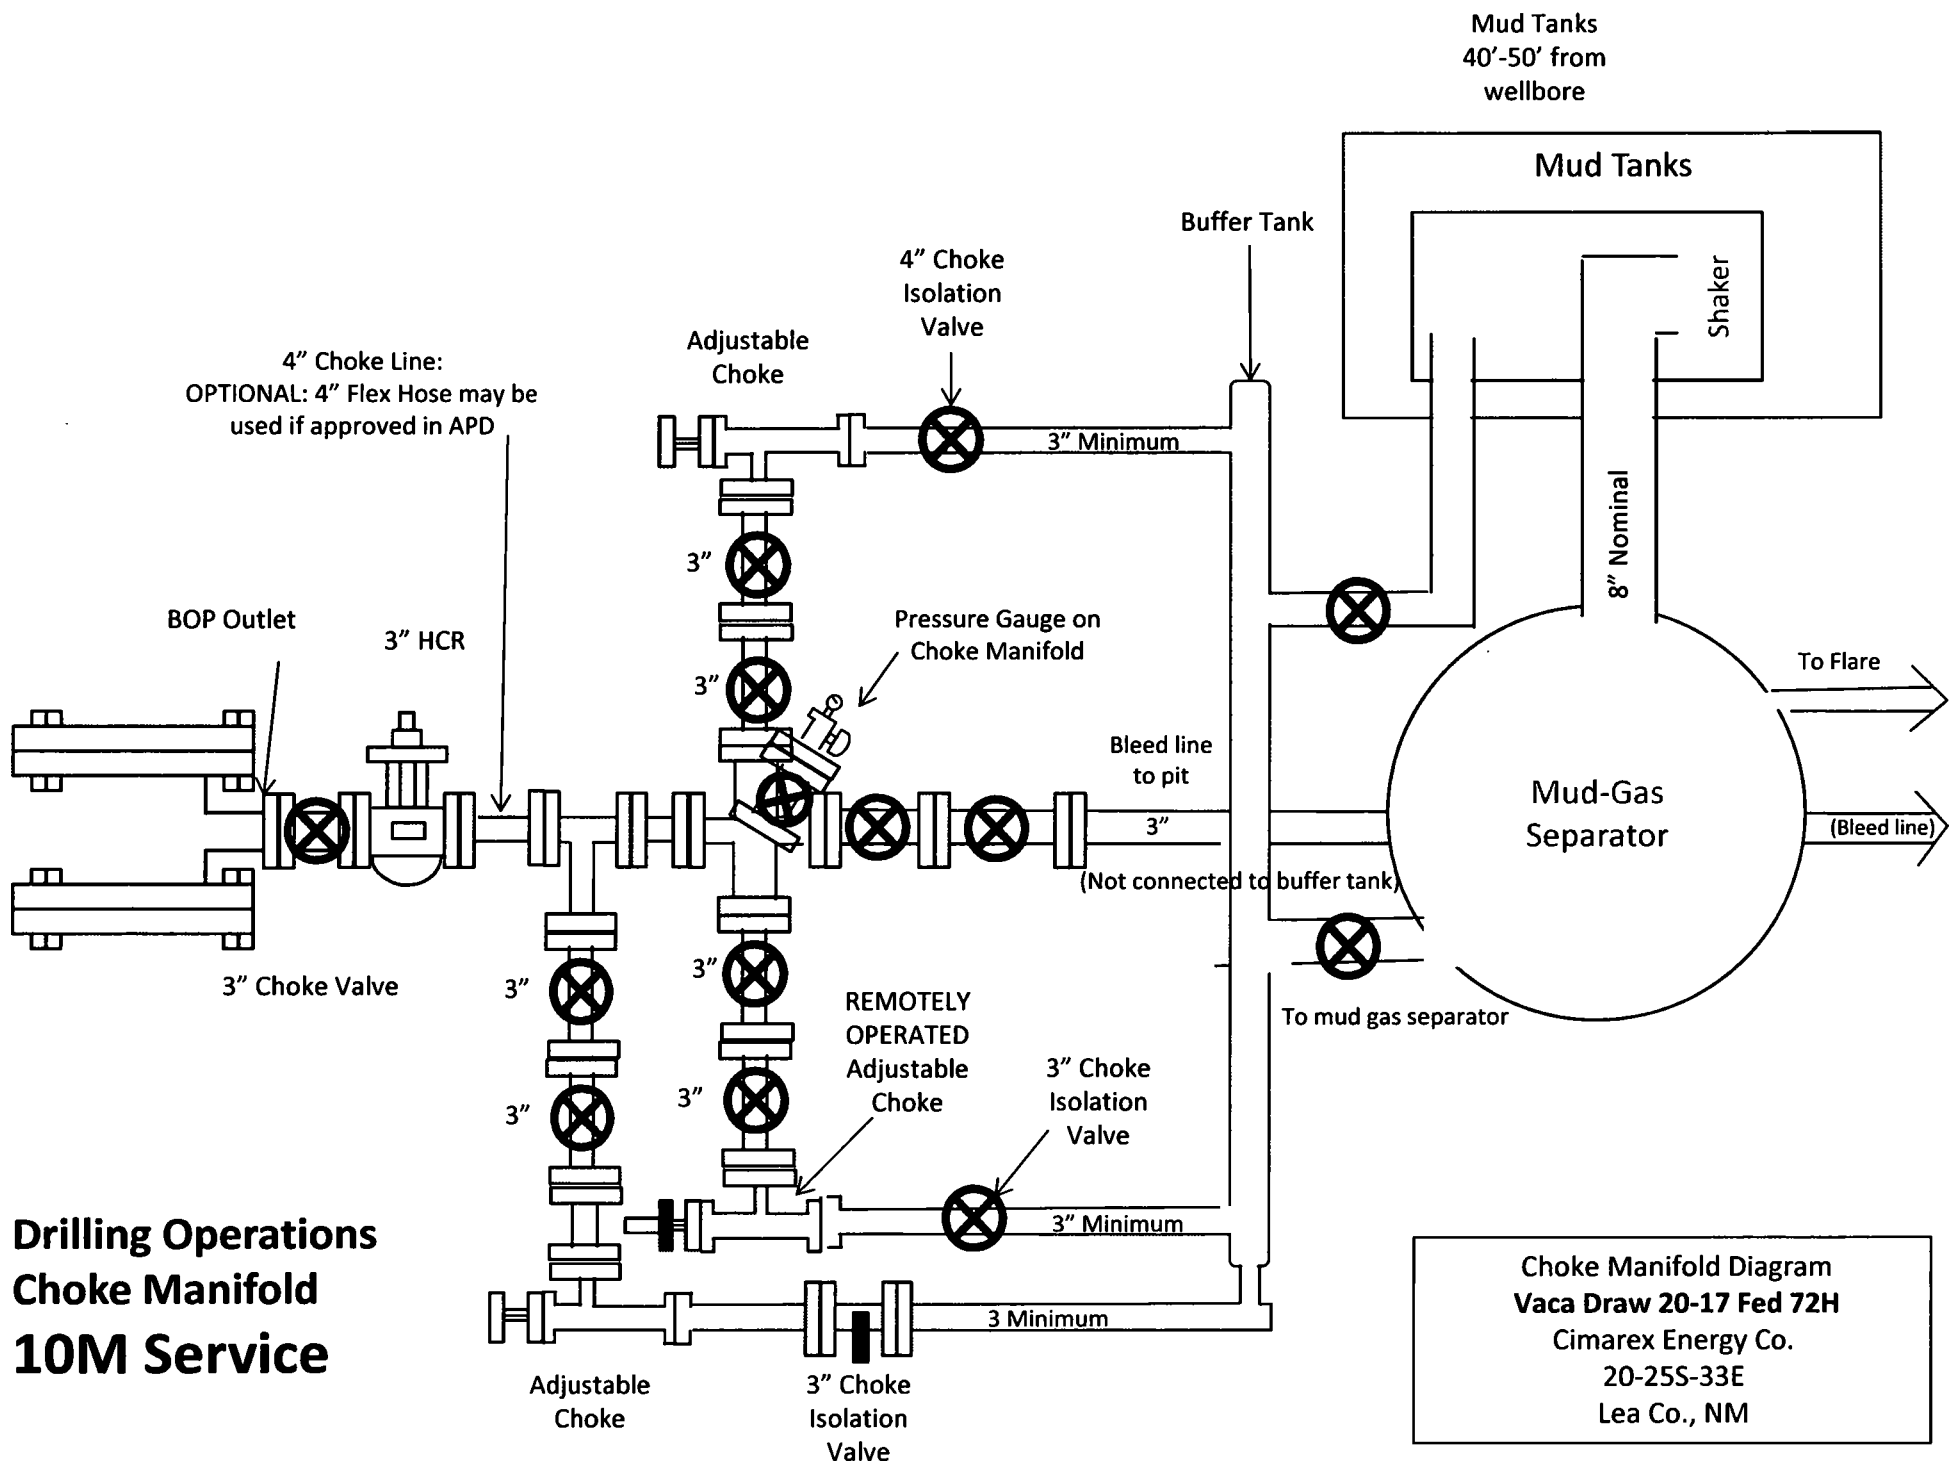 Mud Tanks
40’-50’ from
wellbore
Mud Tanks
Shaker
Buffer Tank
4” Choke
Isolation
Valve
Adjustable
Choke
4” Choke Line:
OPTIONAL: 4” Flex Hose may be
used if approved in APD
3” Minimum
8” Nominal
3”
BOP Outlet
3” HCR
Pressure Gauge on
Choke Manifold
3”
To Flare
Bleed line
to pit
3”
Mud-Gas
Separator
(Bleed line)
(Not connected to buffer tank)
3” Choke Valve
3”
3”
REMOTELY
OPERATED
Adjustable
Choke
To mud gas separator
3” Choke
Isolation
Valve
3”
3”
3” Minimum
3 Minimum
Adjustable
Choke
3” Choke
Isolation
Valve
Drilling Operations
Choke Manifold
10M Service
Choke Manifold Diagram
Vaca Draw 20-17 Fed 72H
Cimarex Energy Co.
20-25S-33E
Lea Co., NM